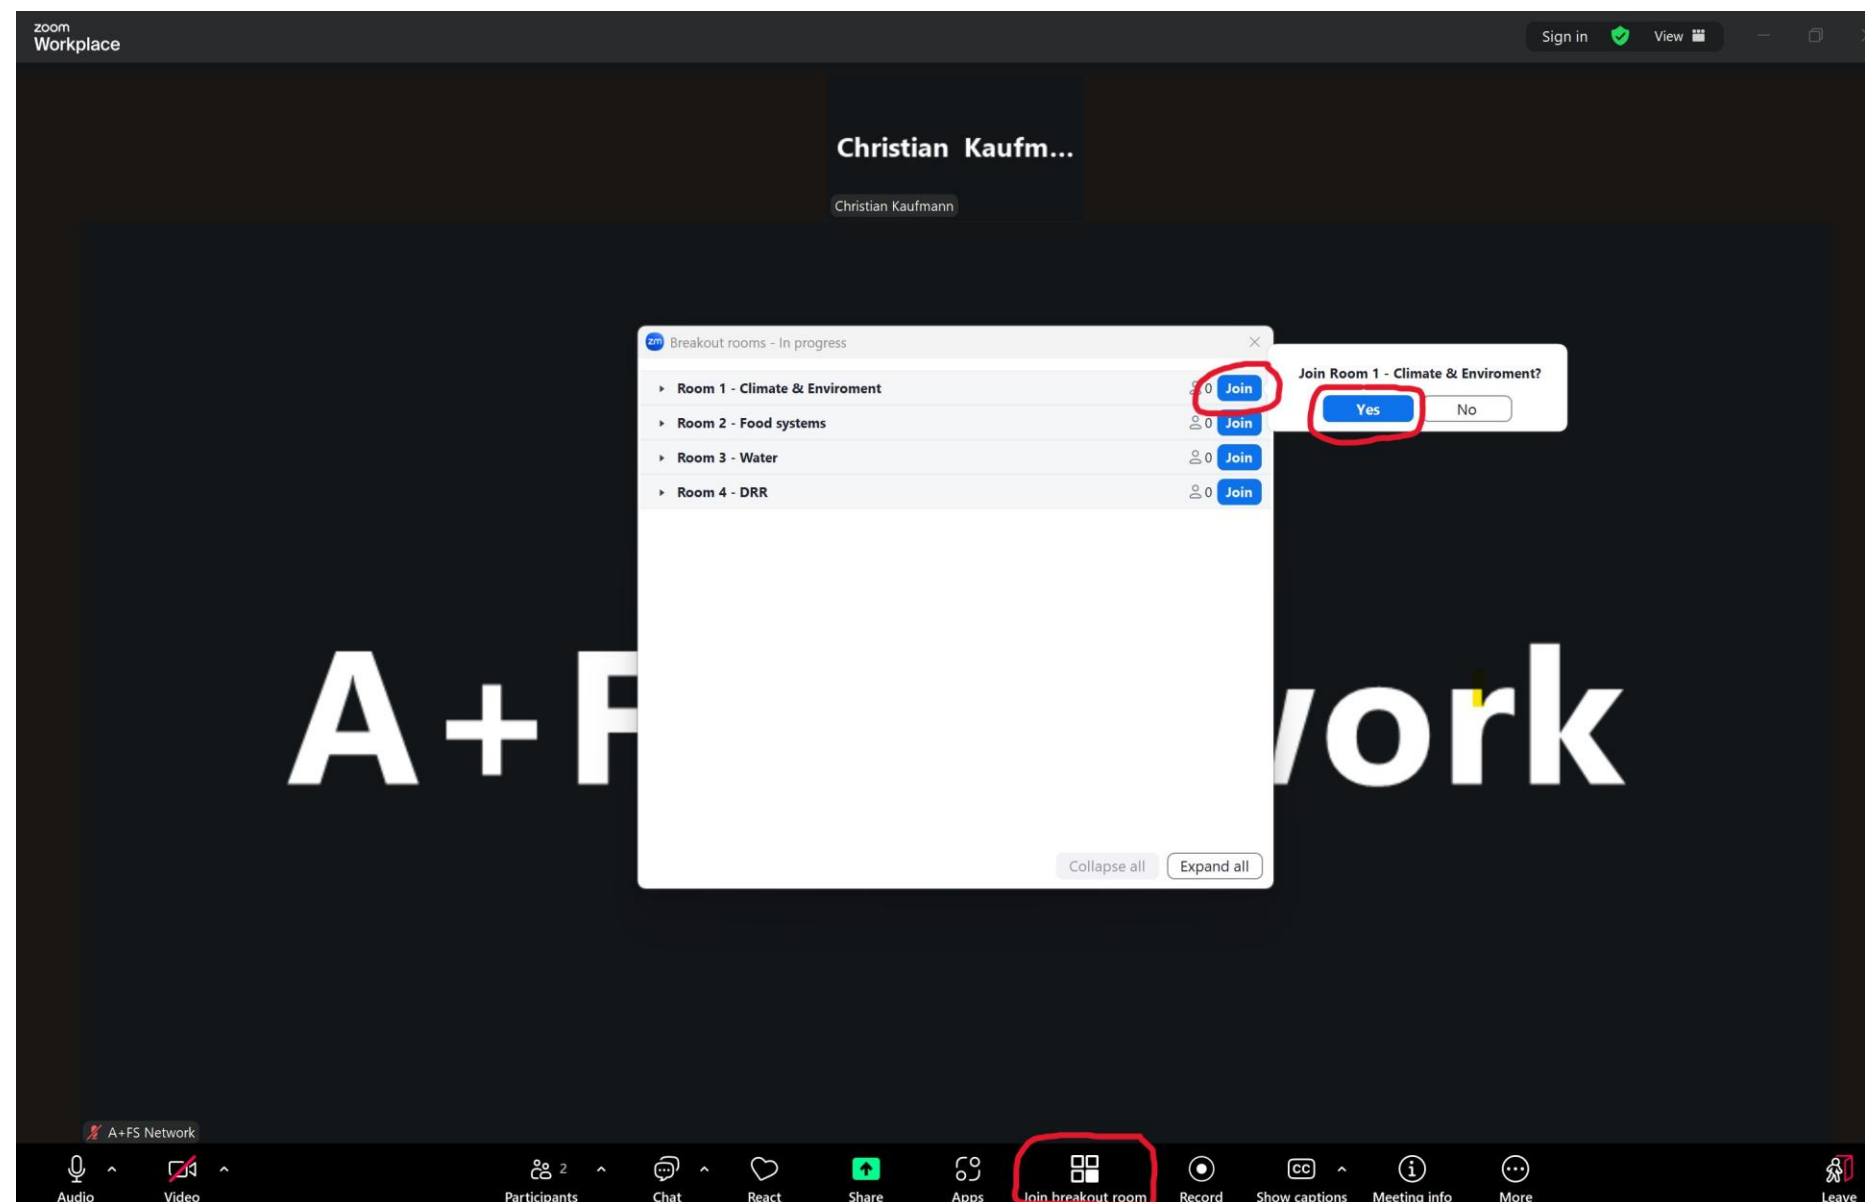 zoom
Workplace
Sign in View
Christian Kaufm...
Christian Kaufmann
Breakout rooms - In progress
Room 1 - Climate & Enviroment 0 Join
Join Room 1 - Climate & Enviroment?
Yes No
Room 2 - Food systems 0 Join
Room 3 - Water 0 Join
Room 4 - DRR 0 Join
A+F work
Collapse all Expand all
A+FS Network
2
CC
Audio Video Participants Chat React Share Apps Join breakout room Record Show captions Meeting info More Leave